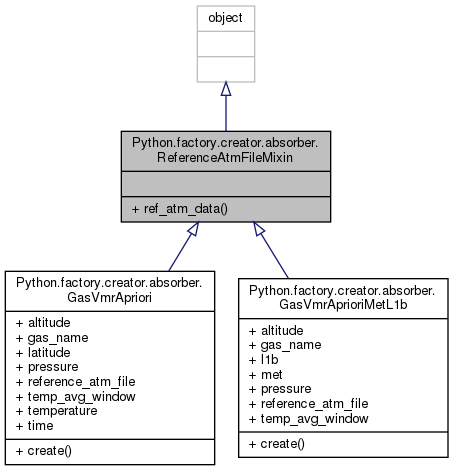 object
Python.factory.creator.absorber.
ReferenceAtmFileMixin
+ ref_atm_data()
Python.factory.creator.absorber.
GasVmrApriori
+ altitude
+ gas_name
+ latitude
+ pressure
+ reference_atm_file
+ temp_avg_window
+ temperature
+ time
+ create()
Python.factory.creator.absorber.
GasVmrAprioriMetL1b
+ altitude
+ gas_name
+ l1b
+ met
+ pressure
+ reference_atm_file
+ temp_avg_window
+ create()